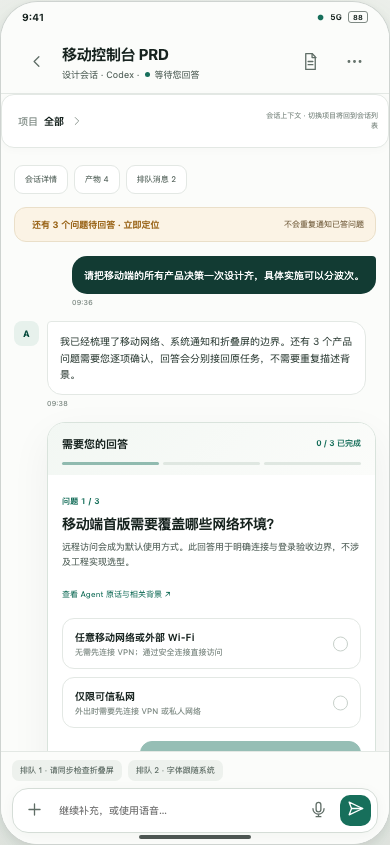 9:41
5G
88
移动控制台 PRD
设计会话 · Codex · 等待您回答
项目 全部
会话上下文 · 切换项目将回到会话列
表
会话详情
产物 4
排队消息 2
还有 3 个问题待回答 · 立即定位
不会重复通知已答问题
请把移动端的所有产品决策一次设计齐，具体实施可以分波次。
09:36
A
我已经梳理了移动网络、系统通知和折叠屏的边界。还有 3 个产品
问题需要您逐项确认，回答会分别接回原任务，不需要重复描述背
景。
09:38
需要您的回答
0 / 3 已完成
问题 1 / 3
移动端首版需要覆盖哪些网络环境?
远程访问会成为默认使用方式。此回答用于明确连接与登录验收边界，不涉
及工程实现选型。
查看 Agent 原话与相关背景 ↗
任意移动网络或外部 Wi-Fi
无需先连接 VPN；通过安全连接直接访问
仅限可信私网
外出时需要先连接 VPN 或私人网络
排队 1 · 请同步检查折叠屏
排队 2 · 字体跟随系统
继续补充，或使用语音...